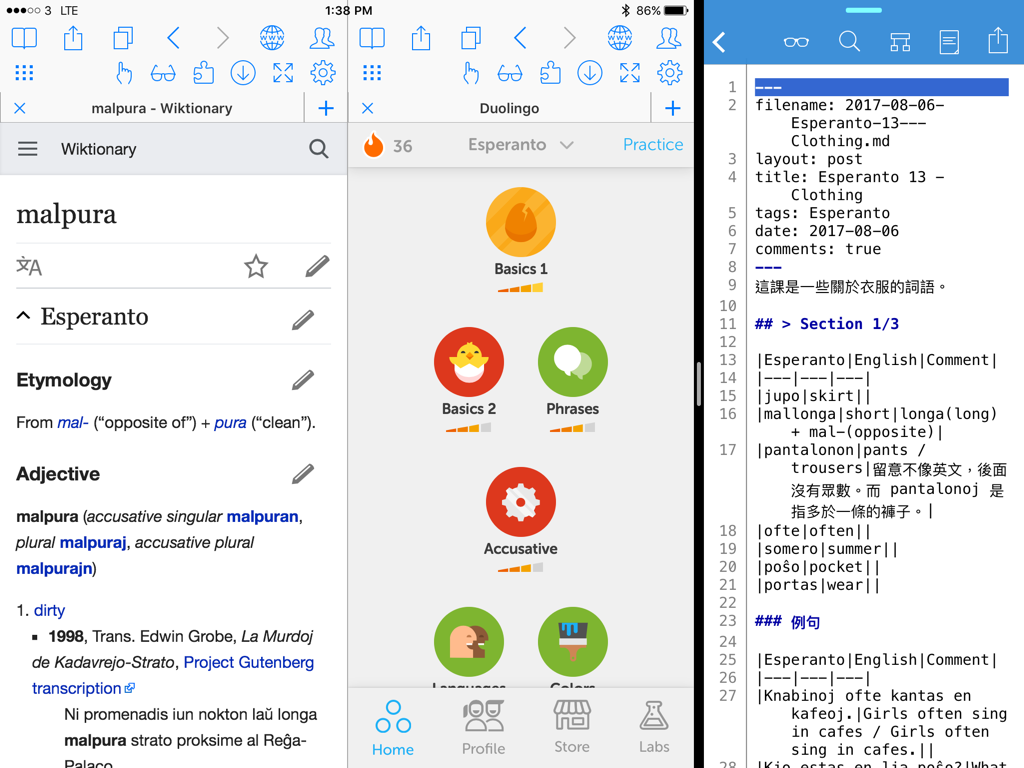 3 LTE
1:38 PM
86%
malpura - Wiktionary
Wiktionary
malpura
文A
Esperanto
Etymology
From mal- (“opposite of”) + pura (“clean”).
Adjective
malpura (accusative singular malpuran,
plural malpuraj, accusative plural
malpurajn)
1. dirty
1998, Trans. Edwin Grobe, La Murdoj
de Kadavrejo-Strato, Project Gutenberg
transcription
Ni promenadis iun nokton laŭ longa
malpura strato proksime al Reĝa-
Palaco
WWW
WWW
Duolingo
36
Esperanto
Practice
Basics 1
Basics 2
Phrases
Accusative
Languages
Colors
Home
Profile
Store
Labs
1 ---
2 filename: 2017-08-06-
Esperanto-13---
Clothing.md
3 layout: post
4 title: Esperanto 13 -
Clothing
5 tags: Esperanto
6 date: 2017-08-06
7 comments: true
8 ---
9 這課是一些關於衣服的詞語。
10
11 ## > Section 1/3
12
13 |Esperanto|English|Comment|
14 |---|---|---|
15 |jupo|skirt||
16 |mallonga|short|longa(long)
+ mal-(opposite)|
17 |pantalonon|pants /
trousers|留意不像英文，後面
沒有眾數。而 pantalonoj 是
指多於一條的褲子。|
18 |ofte|often||
19 |somero|summer||
20 |poŝo|pocket||
21 |portas|wear||
22
23 ### 例句
24
25 |Esperanto|English|Comment|
26 |---|---|---|
27 |Knabinoj ofte kantas en
kafeoj.|Girls often sing
in cafes / Girls often
sing in cafes.||
28 |Kio estas en lia poŝo?|What